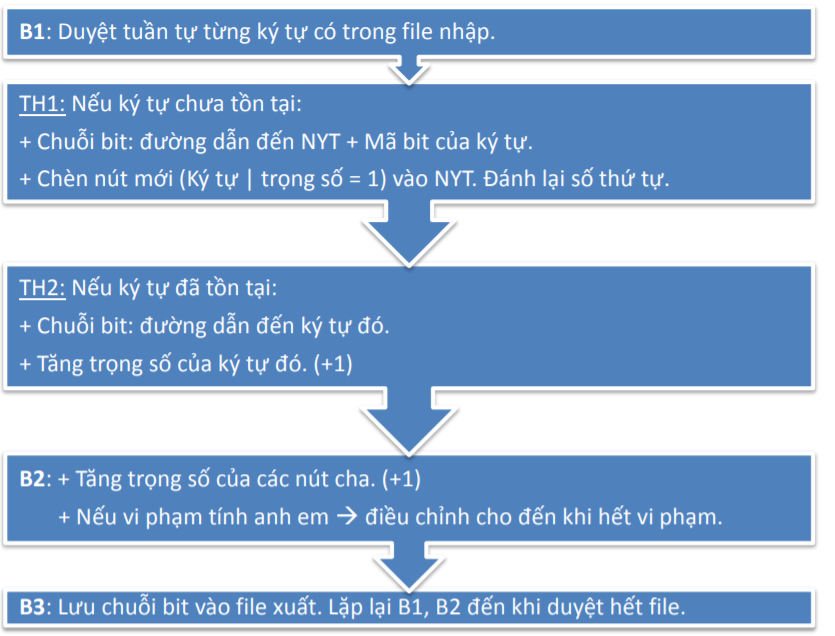 B1: Duyệt tuần tự từng ký tự có trong file nhập.
TH1: Nếu ký tự chưa tồn tại:
+ Chuỗi bit: đường dẫn đến NYT + Mã bit của ký tự.
+ Chèn nút mới (Ký tự | trọng số = 1) vào NYT. Đánh lại số thứ tự.
TH2: Nếu ký tự đã tồn tại:
+ Chuỗi bit: đường dẫn đến ký tự đó.
+ Tăng trọng số của ký tự đó. (+1)
B2: + Tăng trọng số của các nút cha. (+1)
+ Nếu vi phạm tính anh em → điều chỉnh cho đến khi hết vi phạm.
B3: Lưu chuỗi bit vào file xuất. Lặp lại B1, B2 đến khi duyệt hết file.